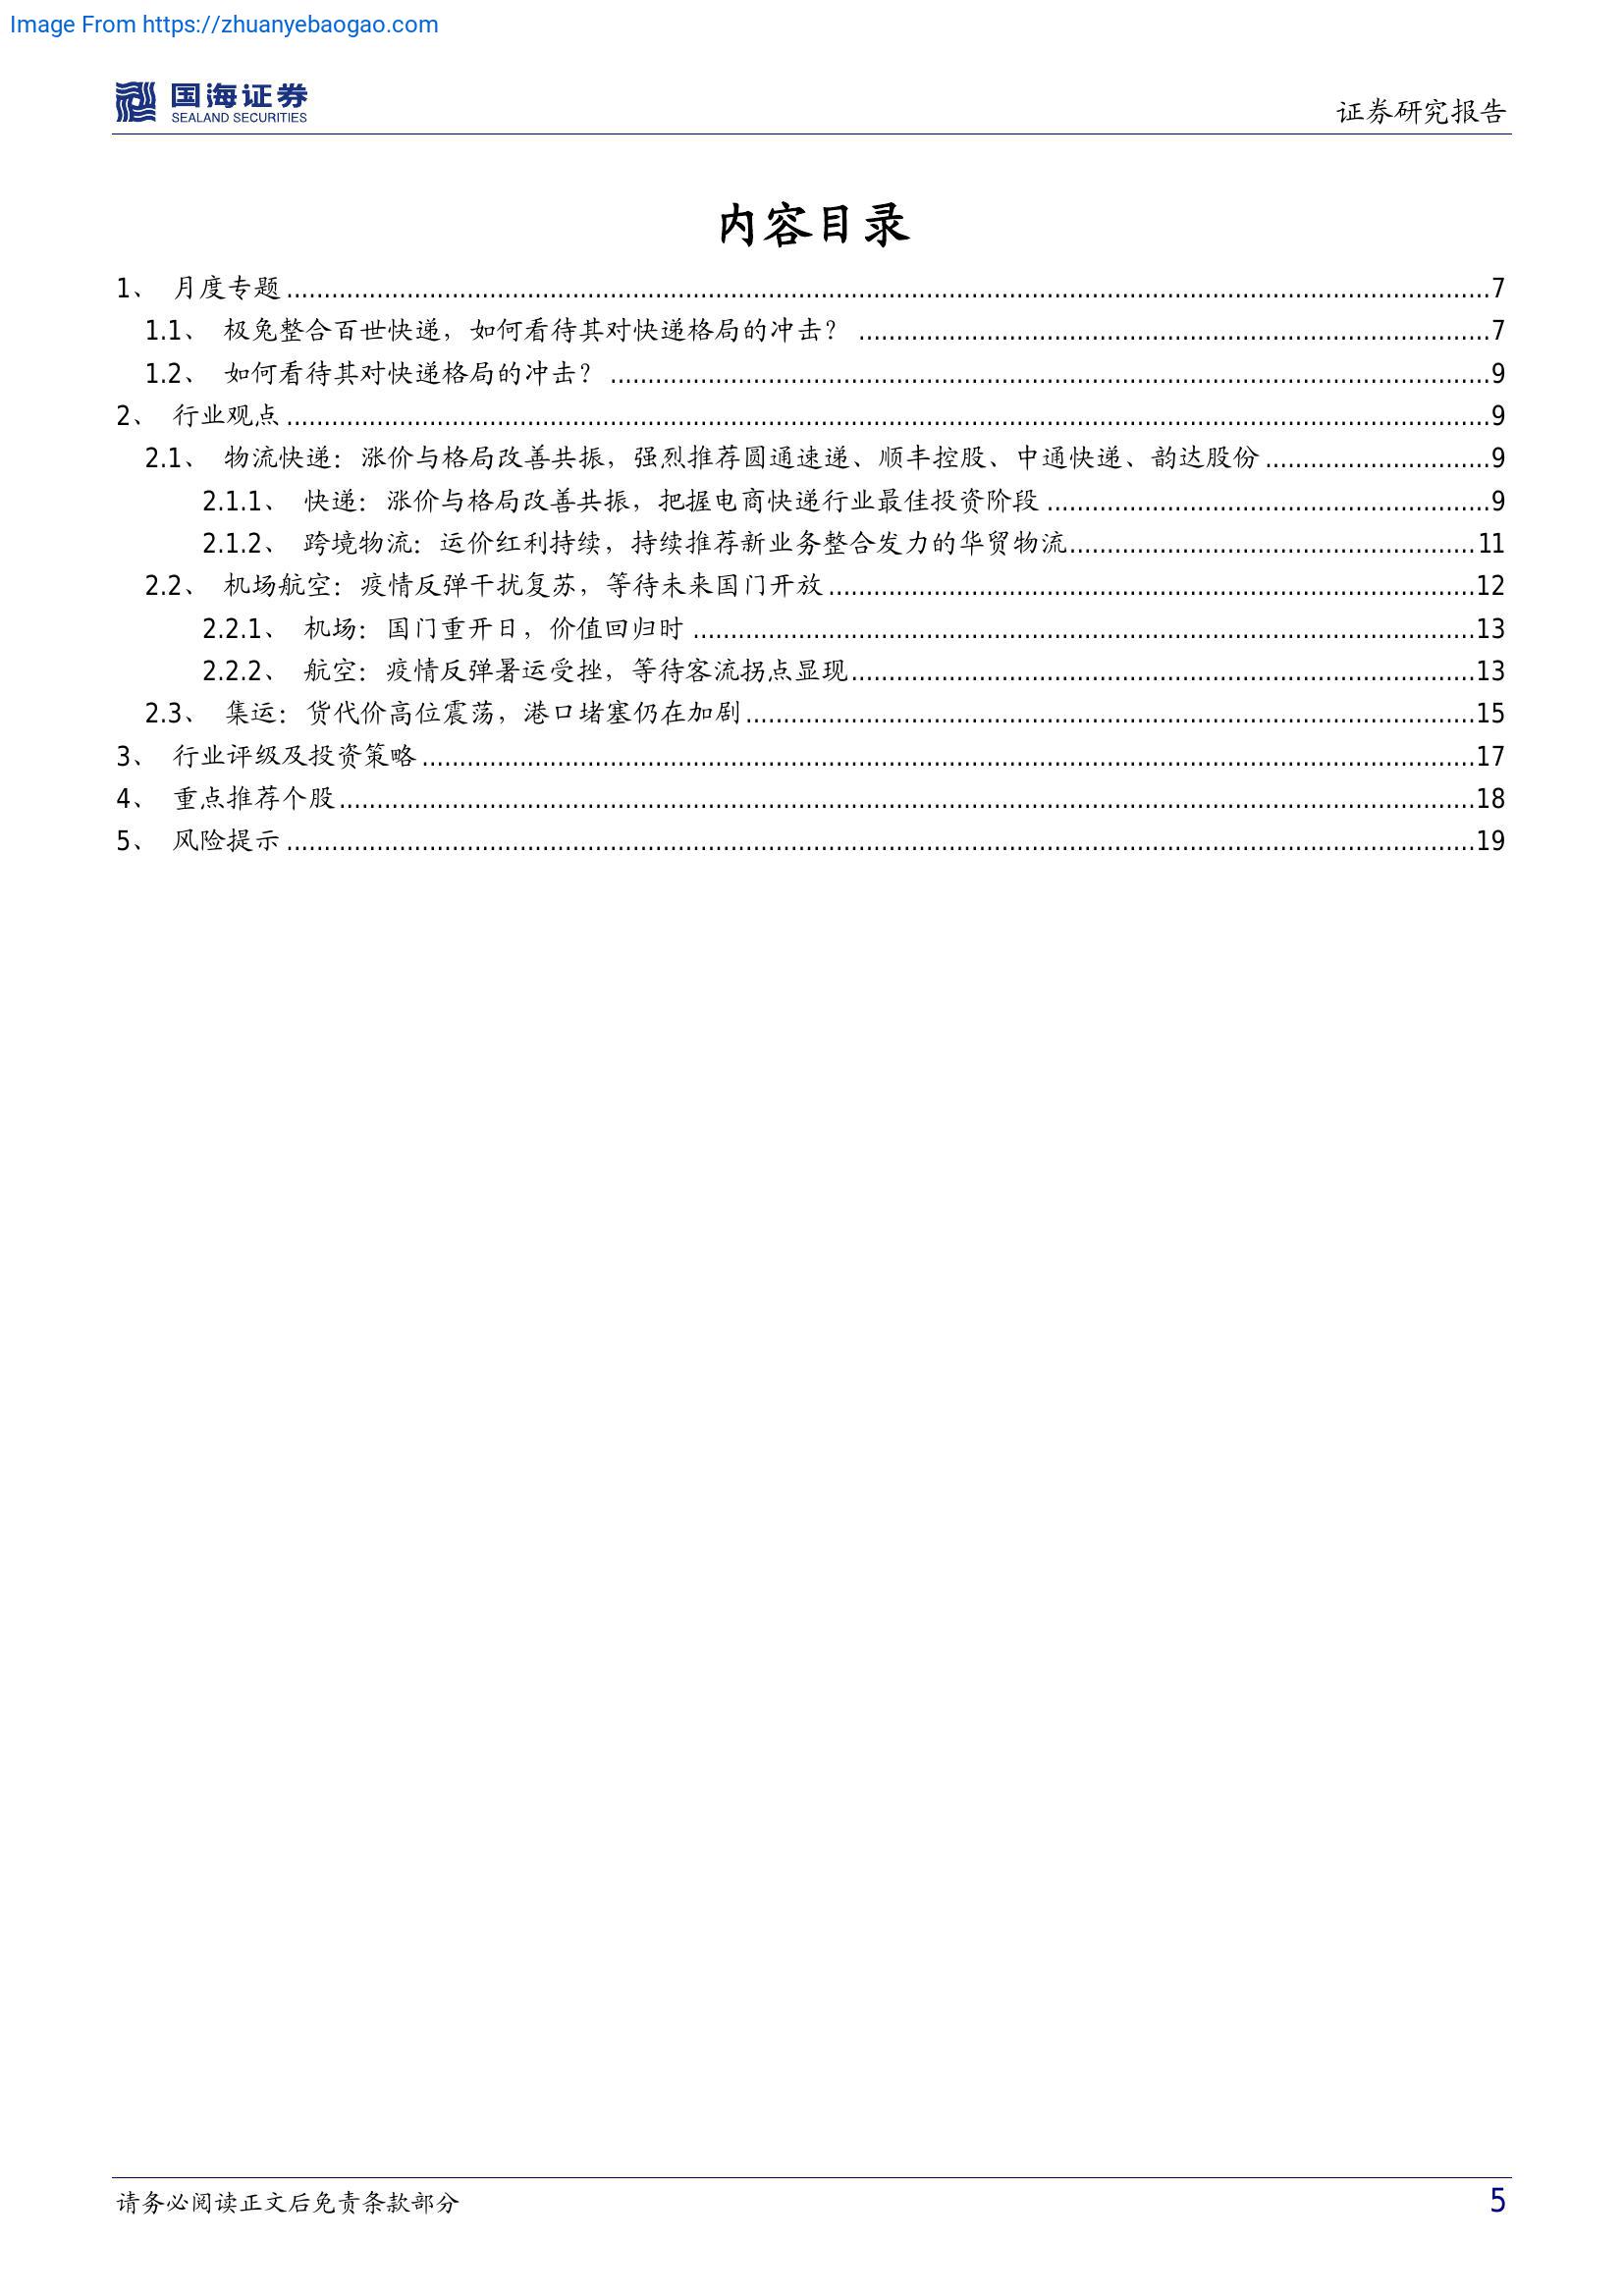 Image From https://zhuanyebaogao.com
国海证券
SEALAND SECURITIES
证券研究报告
内容目录
1、 月度专题......7
1.1、 极兔整合百世快递，如何看待其对快递格局的冲击？......7
1.2、 如何看待其对快递格局的冲击？......9
2、 行业观点......9
2.1、 物流快递：涨价与格局改善共振，强烈推荐圆通速递、顺丰控股、中通快递、韵达股份......9
2.1.1、 快递：涨价与格局改善共振，把握电商快递行业最佳投资阶段......9
2.1.2、 跨境物流：运价红利持续，持续推荐新业务整合发力的华贸物流......11
2.2、 机场航空：疫情反弹干扰复苏，等待未来国门开放......12
2.2.1、 机场：国门重开日，价值回归时......13
2.2.2、 航空：疫情反弹暑运受挫，等待客流拐点显现......13
2.3、 集运：货代价高位震荡，港口堵塞仍在加剧......15
3、 行业评级及投资策略......17
4、 重点推荐个股......18
5、 风险提示......19
请务必阅读正文后免责条款部分
5